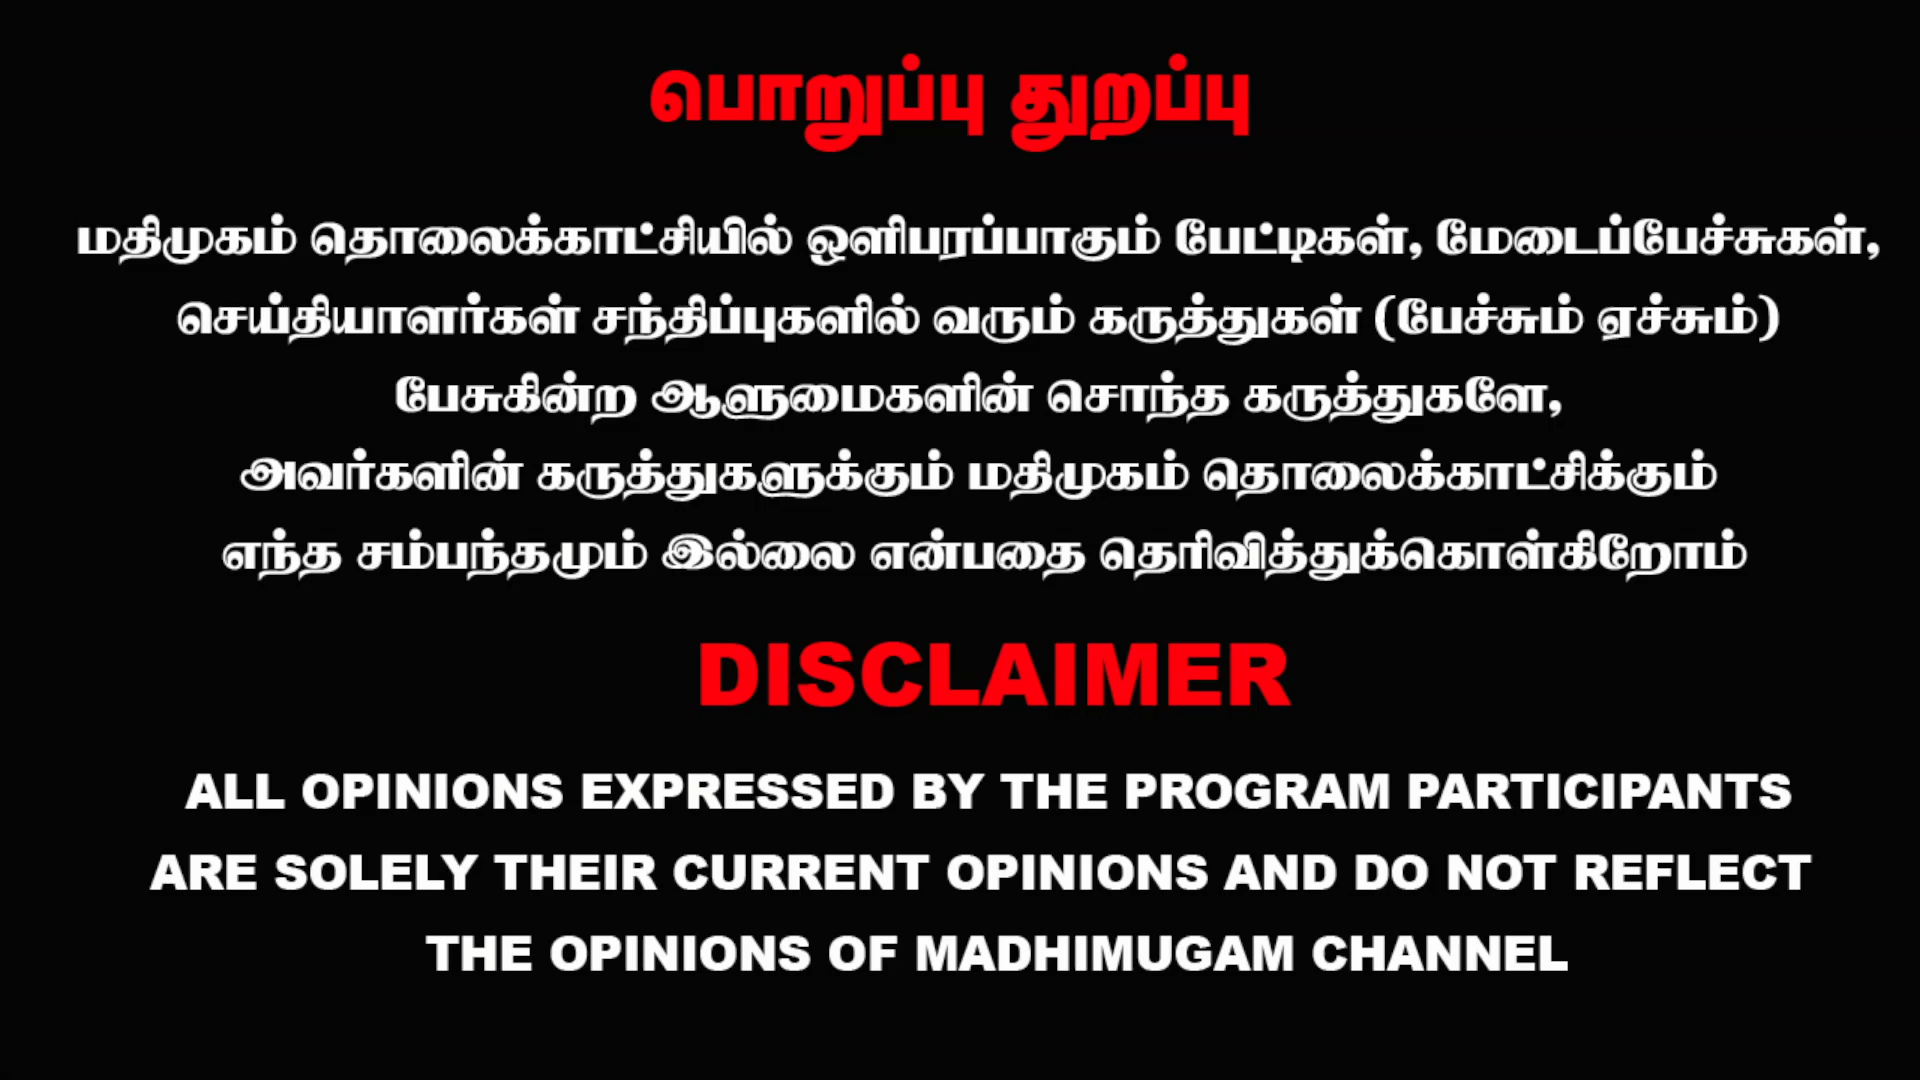 பொறுப்பு துறப்பு
மதிமுகம் தொலைக்காட்சியில் ஒளிபரப்பாகும் பேட்டிகள், மேடைப்பேச்சுகள்,
செய்தியாளர்கள் சந்திப்புகளில் வரும் கருத்துகள் (பேச்சும் ஏச்சும்)
பேசுகின்ற ஆளுமைகளின் சொந்த கருத்துகளே,
அவர்களின் கருத்துகளுக்கும் மதிமுகம் தொலைக்காட்சிக்கும்
எந்த சம்பந்தமும் இல்லை என்பதை தெரிவித்துக்கொள்கிறோம்
DISCLAIMER
ALL OPINIONS EXPRESSED BY THE PROGRAM PARTICIPANTS
ARE SOLELY THEIR CURRENT OPINIONS AND DO NOT REFLECT
THE OPINIONS OF MADHIMUGAM CHANNEL